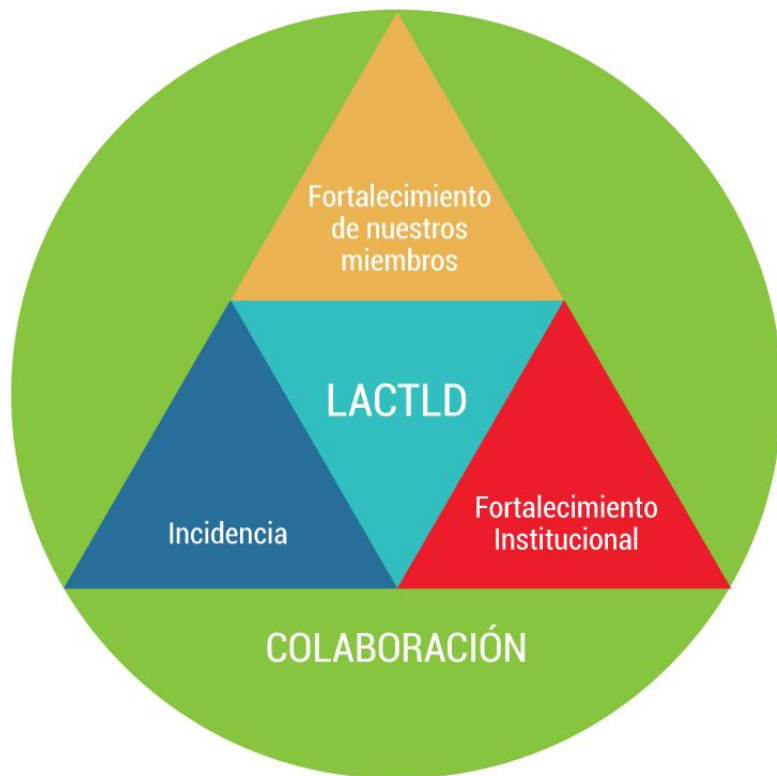 Fortalecimiento
de nuestros
miembros
LACTLD
Incidencia
Fortalecimiento
Institucional
COLABORACIÓN